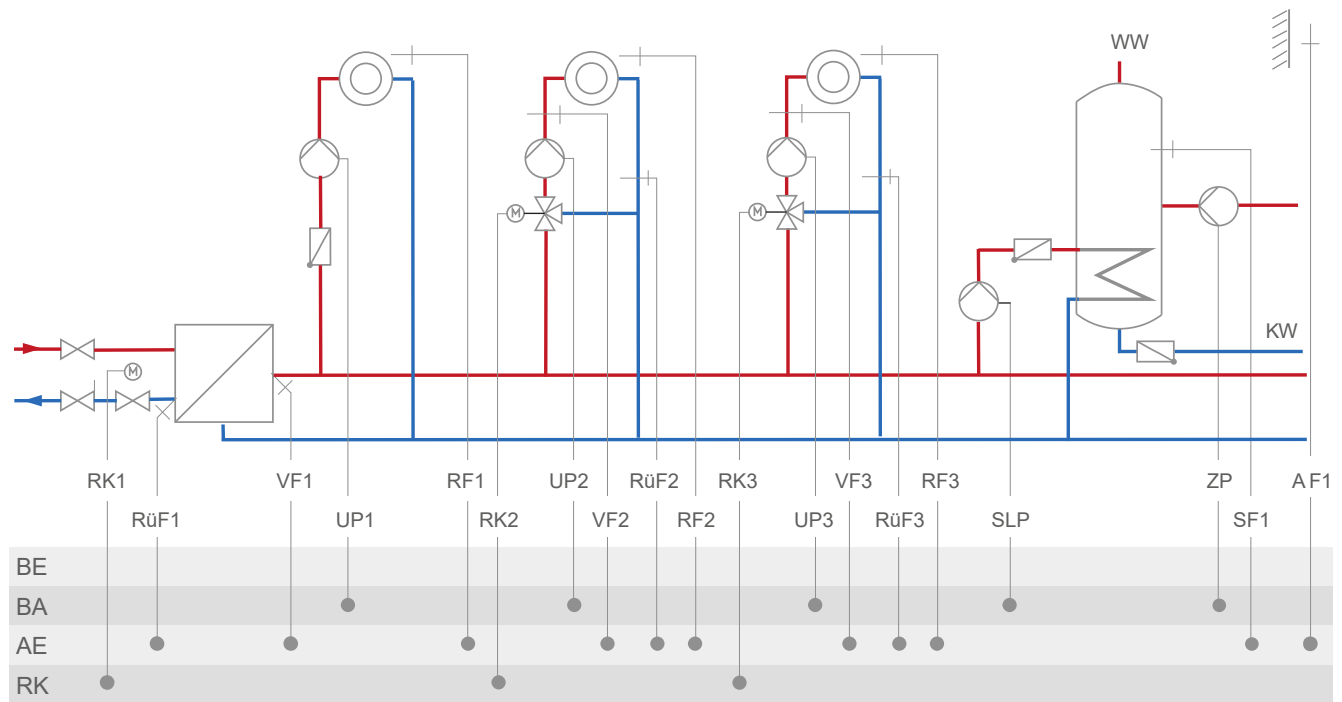 WW
M
M
KW
M
RK1 VF1 RF1 UP2 RüF2 RK3 VF3 RF3 ZP A F1
RüF1 UP1 RK2 VF2 RF2 UP3 RüF3 SLP SF1
BE
BA
AE
RK